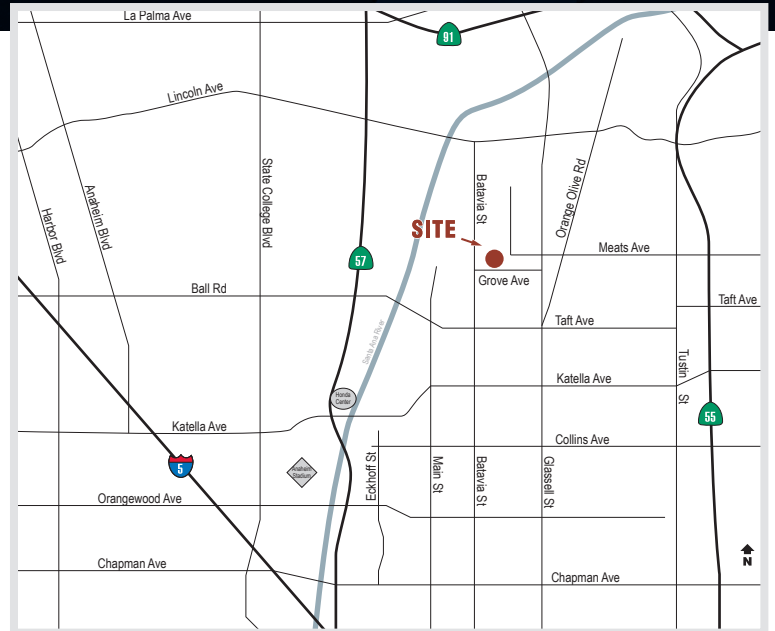 La Palma Ave
91
Lincoln Ave
State College Blvd
Batavia St
Orange Olive Rd
Anaheim Blvd
Harbor Blvd
SITE
Meats Ave
57
Grove Ave
Ball Rd
Taft Ave
Taft Ave
Santa Ana River
Tustin St
Katella Ave
Honda
Center
55
Katella Ave
Collins Ave
5
Anaheim
Stadium
Eckhoff St
Main St
Batavia St
Glassell St
Orangewood Ave
N
Chapman Ave
Chapman Ave